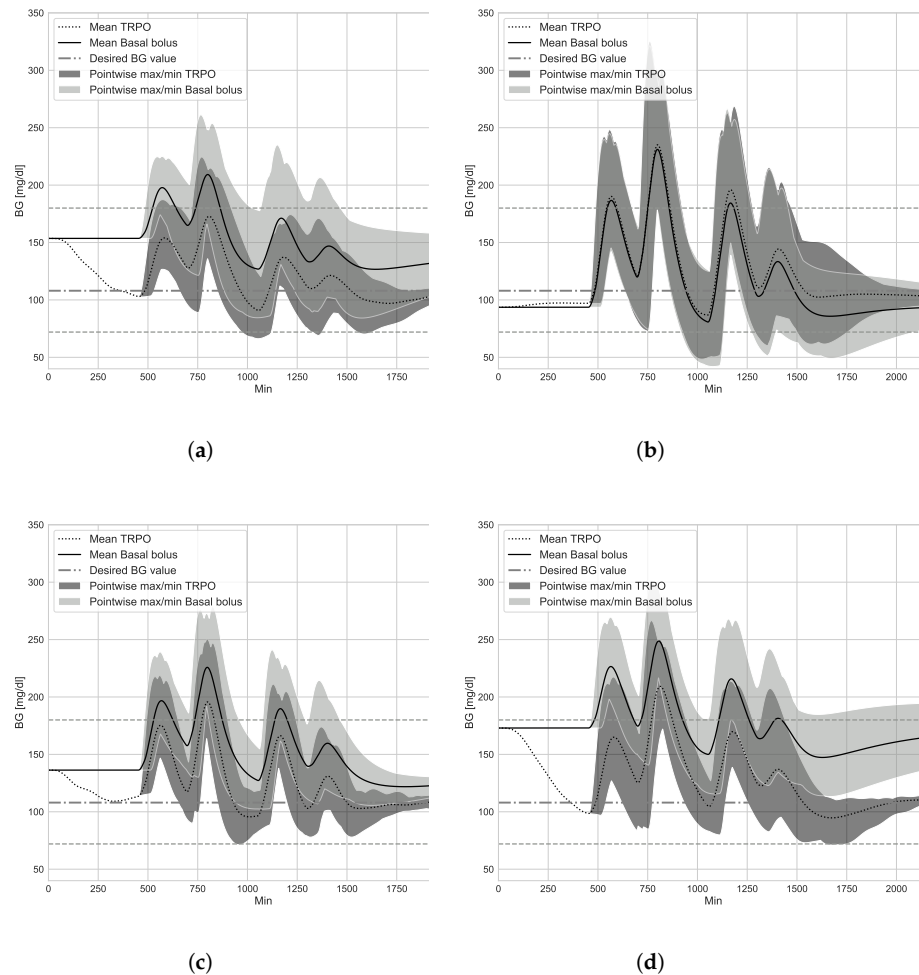 350
300
250
200
150
100
50
BG [mg/dl]
Mean TRPO
Mean Basal bolus
Desired BG value
Pointwise max/min TRPO
Pointwise max/min Basal bolus
0 250 500 750 1000 1250 1500 1750
Min
(a)
350
300
250
200
150
100
50
BG [mg/dl]
Mean TRPO
Mean Basal bolus
Desired BG value
Pointwise max/min TRPO
Pointwise max/min Basal bolus
0 250 500 750 1000 1250 1500 1750 2000
Min
(b)
350
300
250
200
150
100
50
BG [mg/dl]
Mean TRPO
Mean Basal bolus
Desired BG value
Pointwise max/min TRPO
Pointwise max/min Basal bolus
0 250 500 750 1000 1250 1500 1750
Min
(c)
350
300
250
200
150
100
50
BG [mg/dl]
Mean TRPO
Mean Basal bolus
Desired BG value
Pointwise max/min TRPO
Pointwise max/min Basal bolus
0 250 500 750 1000 1250 1500 1750 2000
Min
(d)